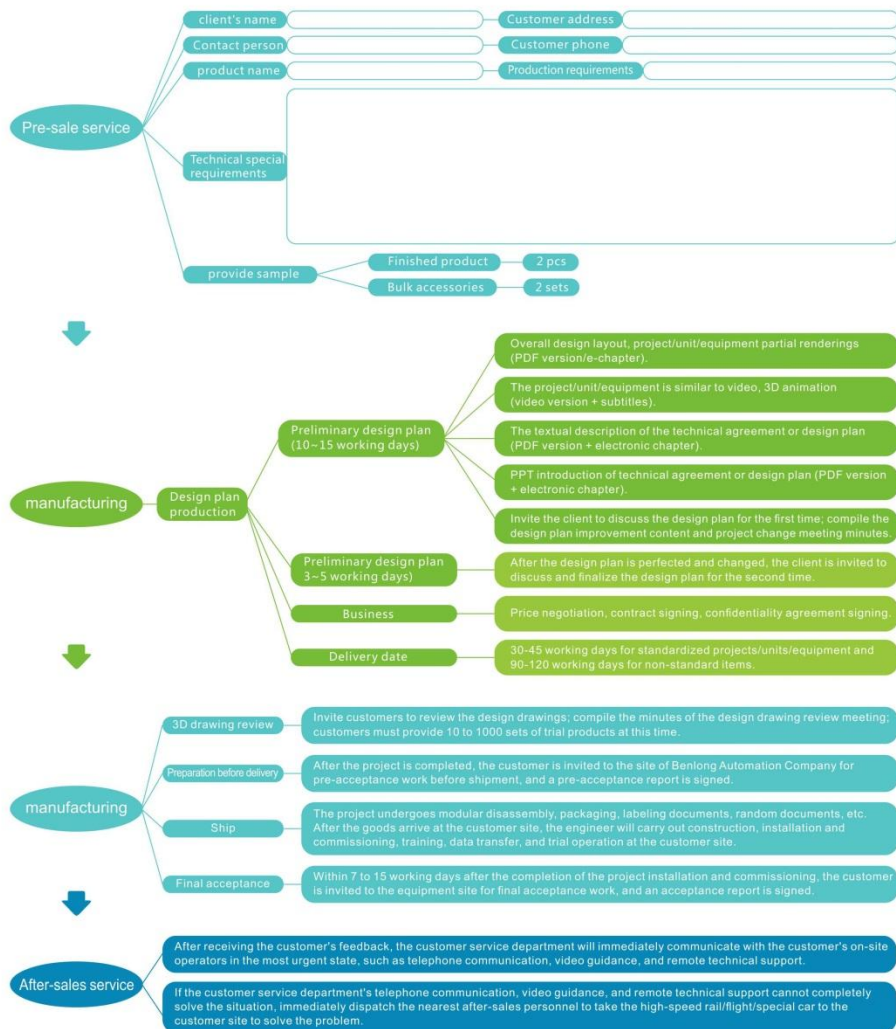 client's name
Customer address
Contact person
Customer phone
product name
Production requirements
Pre-sale service
Technical special
requirements
provide sample
Finished product
2 pcs
Bulk accessories
2 sets
manufacturing
Design plan
production
Preliminary design plan
(10~15 working days)
Overall design layout, project/unit/equipment partial renderings
(PDF version/e-chapter).
The project/unit/equipment is similar to video, 3D animation
(video version + subtitles).
The textual description of the technical agreement or design plan
(PDF version + electronic chapter).
PPT introduction of technical agreement or design plan (PDF version
+ electronic chapter).
Invite the client to discuss the design plan for the first time; compile the
design plan improvement content and project change meeting minutes.
Preliminary design plan
3~5 working days)
After the design plan is perfected and changed, the client is invited to
discuss and finalize the design plan for the second time.
Business
Price negotiation, contract signing, confidentiality agreement signing.
Delivery date
30-45 working days for standardized projects/units/equipment and
90-120 working days for non-standard items.
manufacturing
3D drawing review
Invite customers to review the design drawings; compile the minutes of the design drawing review meeting;
customers must provide 10 to 1000 sets of trial products at this time.
Preparation before delivery
After the project is completed, the customer is invited to the site of Benlong Automation Company for
pre-acceptance work before shipment, and a pre-acceptance report is signed.
Ship
The project undergoes modular disassembly, packaging, labeling documents, random documents, etc.
After the goods arrive at the customer site, the engineer will carry out construction, installation and
commissioning, training, data transfer, and trial operation at the customer site.
Final acceptance
Within 7 to 15 working days after the completion of the project installation and commissioning, the customer
is invited to the equipment site for final acceptance work, and an acceptance report is signed.
After-sales service
After receiving the customer's feedback, the customer service department will immediately communicate with the customer's on-site
operators in the most urgent state, such as telephone communication, video guidance, and remote technical support.
If the customer service department's telephone communication, video guidance, and remote technical support cannot completely
solve the situation, immediately dispatch the nearest after-sales personnel to take the high-speed rail/flight/special car to the
customer site to solve the problem.